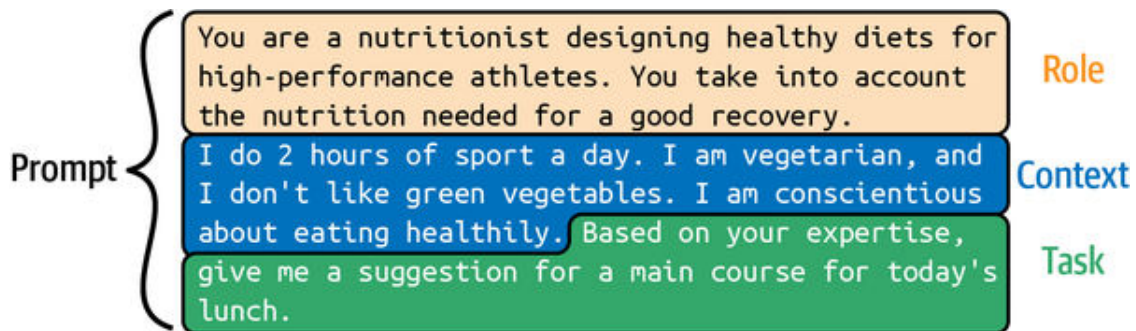 You are a nutritionist designing healthy diets for
high-performance athletes. You take into account
the nutrition needed for a good recovery.
Role
I do 2 hours of sport a day. I am vegetarian, and
I don't like green vegetables. I am conscientious
about eating healthily. Based on your expertise,
give me a suggestion for a main course for today's
lunch.
Prompt
Context
Task